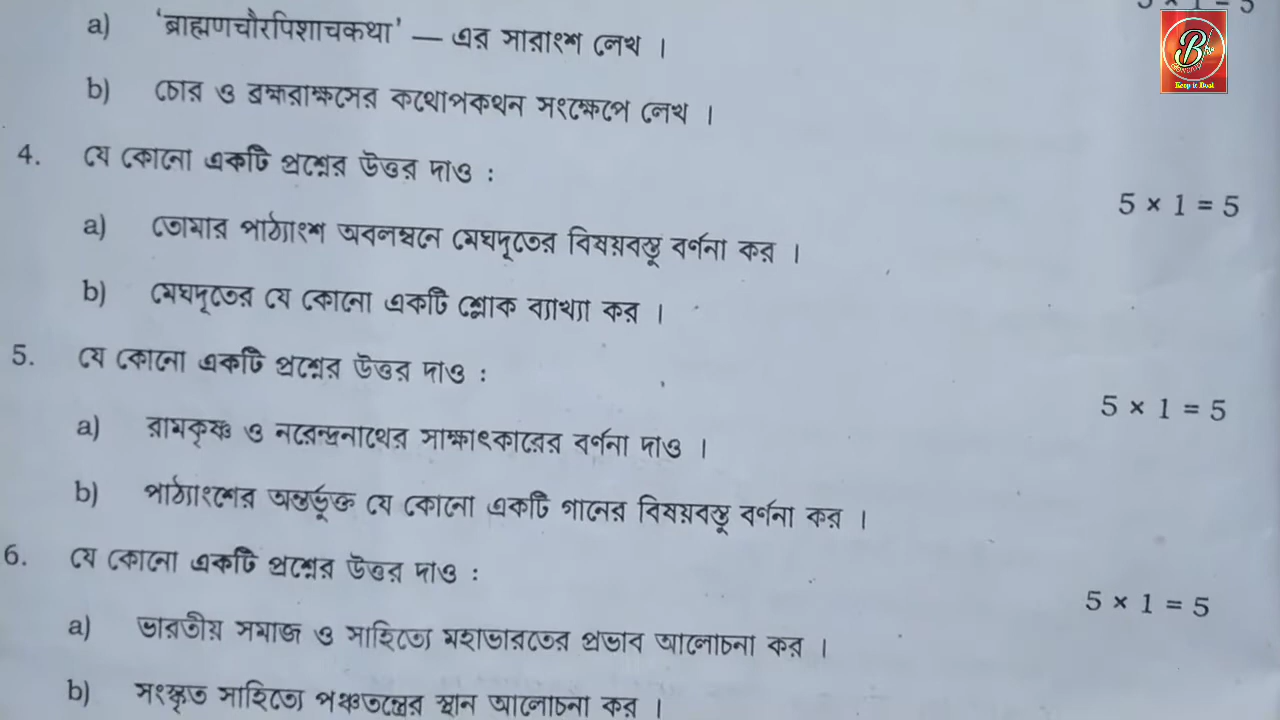 5 × 1 = 5
a) 'ব্রাহ্মণচৌরপিশাচকথা' — এর সারাংশ লেখ ।
b) চোর ও ব্রহ্মরাক্ষসের কথোপকথন সংক্ষেপে লেখ ।
4. যে কোনো একটি প্রশ্নের উত্তর দাও :
5 × 1 = 5
a) তোমার পাঠ্যাংশ অবলম্বনে মেঘদূতের বিষয়বস্তু বর্ণনা কর ।
b) মেঘদূতের যে কোনো একটি শ্লোক ব্যাখ্যা কর ।
5. যে কোনো একটি প্রশ্নের উত্তর দাও :
5 × 1 = 5
a) রামকৃষ্ণ ও নরেন্দ্রনাথের সাক্ষাৎকারের বর্ণনা দাও ।
b) পাঠ্যাংশের অন্তর্ভুক্ত যে কোনো একটি গানের বিষয়বস্তু বর্ণনা কর ।
6. যে কোনো একটি প্রশ্নের উত্তর দাও :
5 × 1 = 5
a) ভারতীয় সমাজ ও সাহিত্যে মহাভারতের প্রভাব আলোচনা কর ।
b) সংস্কৃত সাহিত্যে পঞ্চতন্ত্রের স্থান আলোচনা কর ।